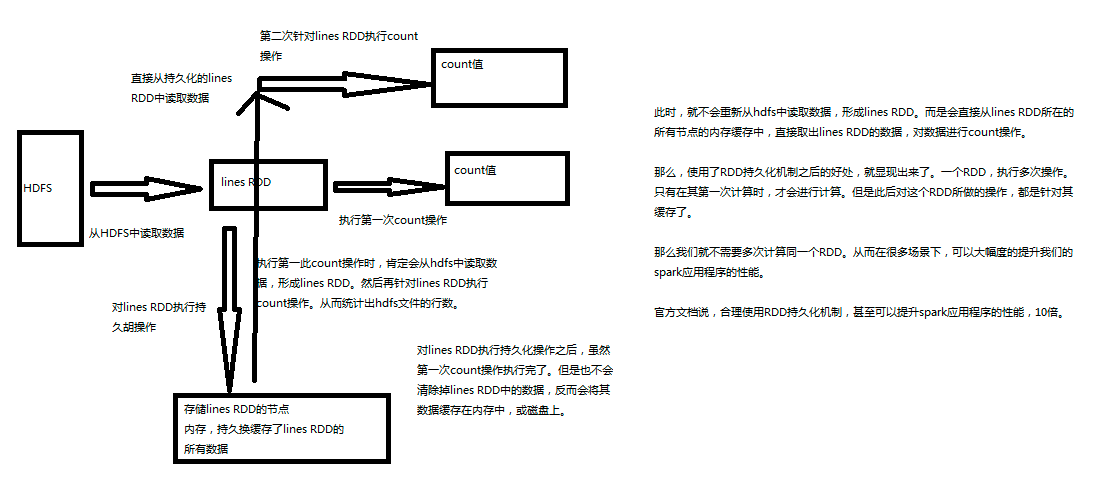 第二次针对lines RDD执行count
操作
count值
直接从持久化的lines
RDD中读取数据
HDFS
lines RDD
count值
从HDFS中读取数据
执行第一次count操作
执行第一此count操作时，肯定会从hdfs中读取数
据，形成lines RDD。然后再针对lines RDD执行
count操作。从而统计出hdfs文件的行数。
对lines RDD执行持
久胡操作
对lines RDD执行持久化操作之后，虽然
第一次count操作执行完了。但是也不会
清除掉lines RDD中的数据，反而会将其
数据缓存在内存中，或磁盘上。
存储lines RDD的节点
内存，持久换缓存了lines RDD的
所有数据
此时，就不会重新从hdfs中读取数据，形成lines RDD。而是会直接从lines RDD所在的
所有节点的内存缓存中，直接取出lines RDD的数据，对数据进行count操作。
那么，使用了RDD持久化机制之后的好处，就显现出来了。一个RDD，执行多次操作。
只有在其第一次计算时，才会进行计算。但是此后对这个RDD所做的操作，都是针对其
缓存了。
那么我们就不需要多次计算同一个RDD。从而在很多场景下，可以大幅度的提升我们的
spark应用程序的性能。
官方文档说，合理使用RDD持久化机制，甚至可以提升spark应用程序的性能，10倍。